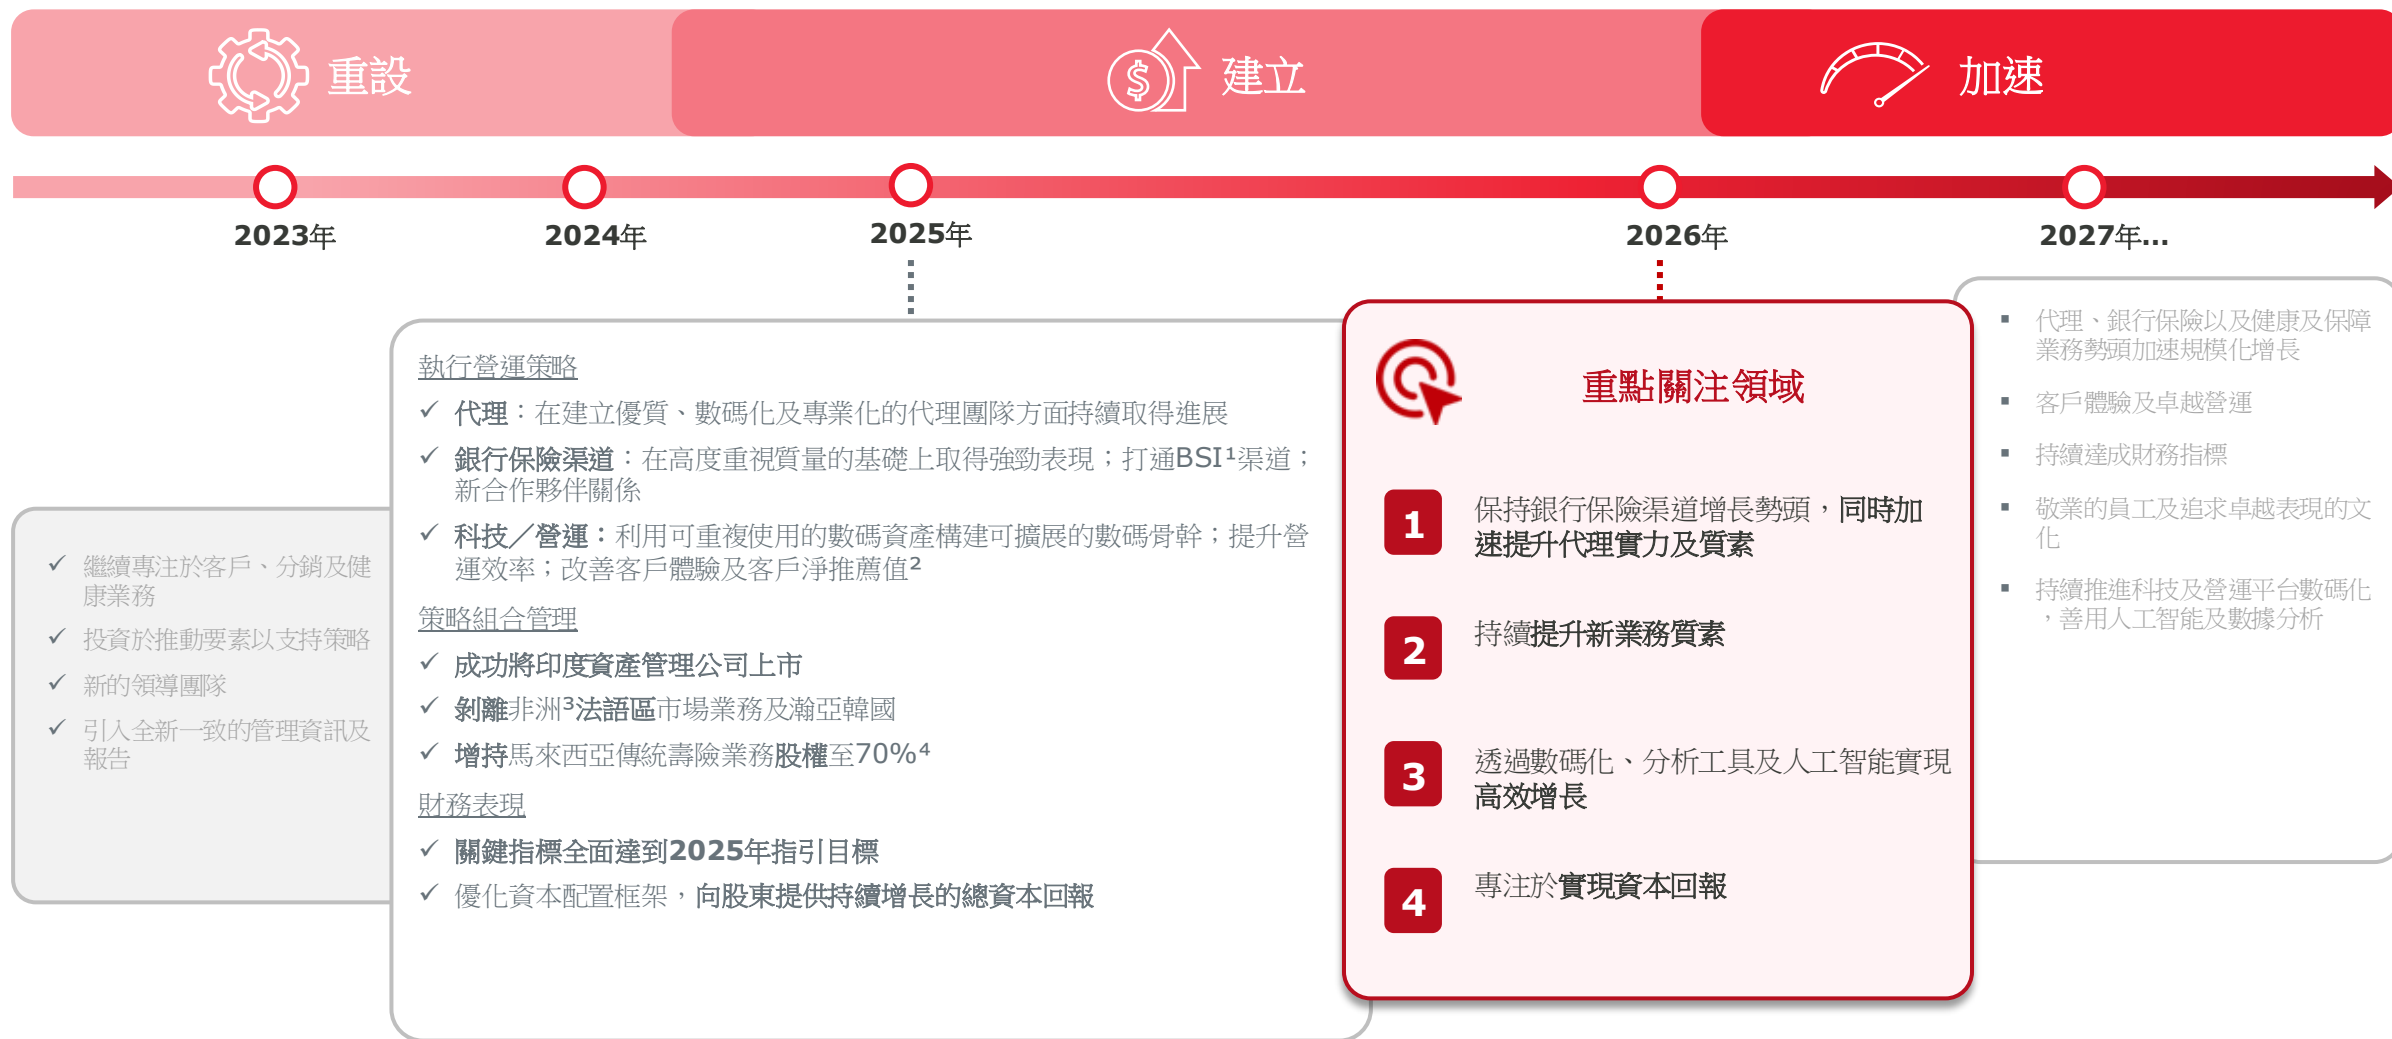 重設
建立
加速
2023年
2024年
2025年
2026年
2027年...
繼續專注於客戶、分銷及健
康業務
投資於推動要素以支持策略
新的領導團隊
引入全新一致的管理資訊及
報告
執行營運策略
代理：在建立優質、數碼化及專業化的代理團隊方面持續取得進展
銀行保險渠道：在高度重視質量的基礎上取得強勁表現；打通BSI¹渠道；
新合作夥伴關係
科技／營運：利用可重複使用的數碼資產構建可擴展的數碼骨幹；提升營
運效率；改善客戶體驗及客戶淨推薦值²
策略組合管理
成功將印度資產管理公司上市
剝離非洲³法語區市場業務及瀚亞韓國
增持馬來西亞傳統壽險業務股權至70%⁴
財務表現
關鍵指標全面達到2025年指引目標
優化資本配置框架，向股東提供持續增長的總資本回報
重點關注領域
1
保持銀行保險渠道增長勢頭，同時加
速提升代理實力及質素
2
持續提升新業務質素
3
透過數碼化、分析工具及人工智能實現
高效增長
4
專注於實現資本回報
代理、銀行保險以及健康及保障
業務勢頭加速規模化增長
客戶體驗及卓越營運
持續達成財務指標
敬業的員工及追求卓越表現的文
化
持續推進科技及營運平台數碼化
，善用人工智能及數據分析